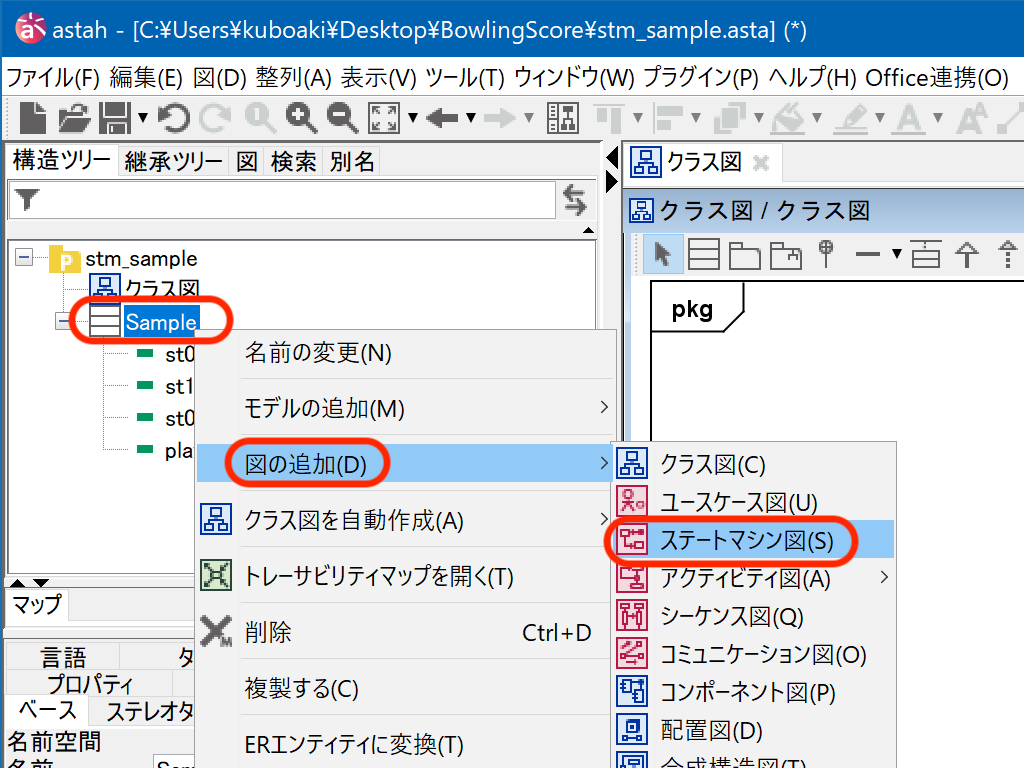 astah - [C:¥Users¥kuboaki¥Desktop¥BowlingScore¥stm_sample.asta] (*)
ファイル(F) 編集(E) 図(D) 整列(A) 表示(V) ツール(T) ウィンドウ(W) プラグイン(P) ヘルプ(H) Office連携(O)
構造ツリー 継承ツリー 図 検索 別名
クラス図
クラス図 / クラス図
stm_sample
クラス図
Sample
st0
st1
st0
pla
pkg
名前の変更(N)
モデルの追加(M)
図の追加(D)
クラス図を自動作成(A)
トレーサビリティマップを開く(T)
削除 Ctrl+D
複製する(C)
ERエンティティに変換(T)
クラス図(C)
ユースケース図(U)
ステートマシン図(S)
アクティビティ図(A)
シーケンス図(Q)
コミュニケーション図(O)
コンポーネント図(P)
配置図(D)
合成構造図(T)
マップ
言語 タ
プロパティ
ベース ステレオタ
名前空間
名前